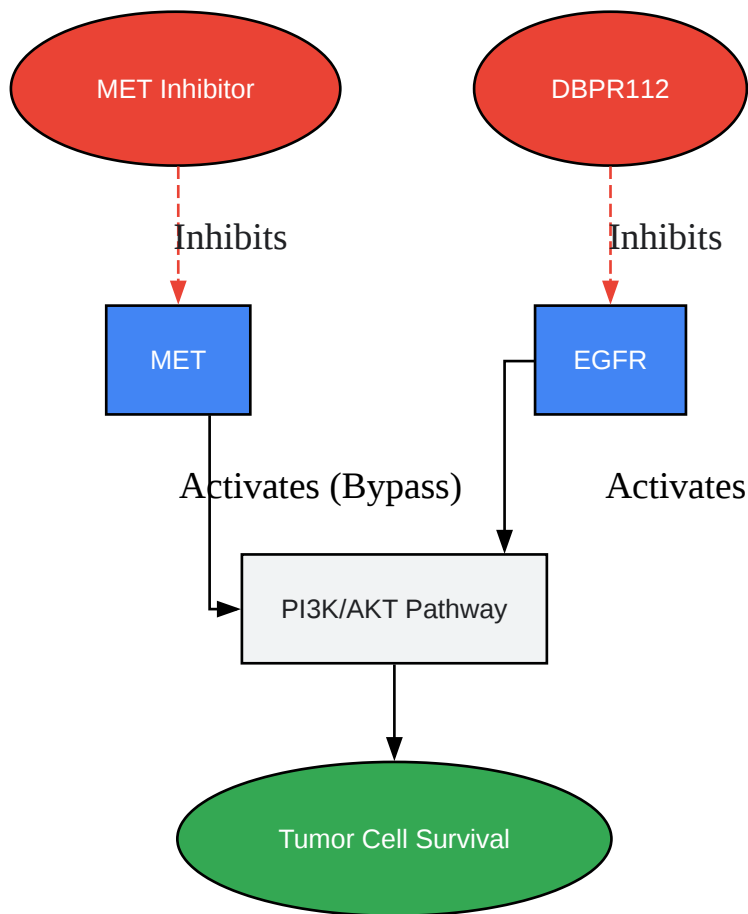 MET Inhibitor
DBPR112
Inhibits
Inhibits
MET
EGFR
Activates (Bypass)
Activates
PI3K/AKT Pathway
Tumor Cell Survival